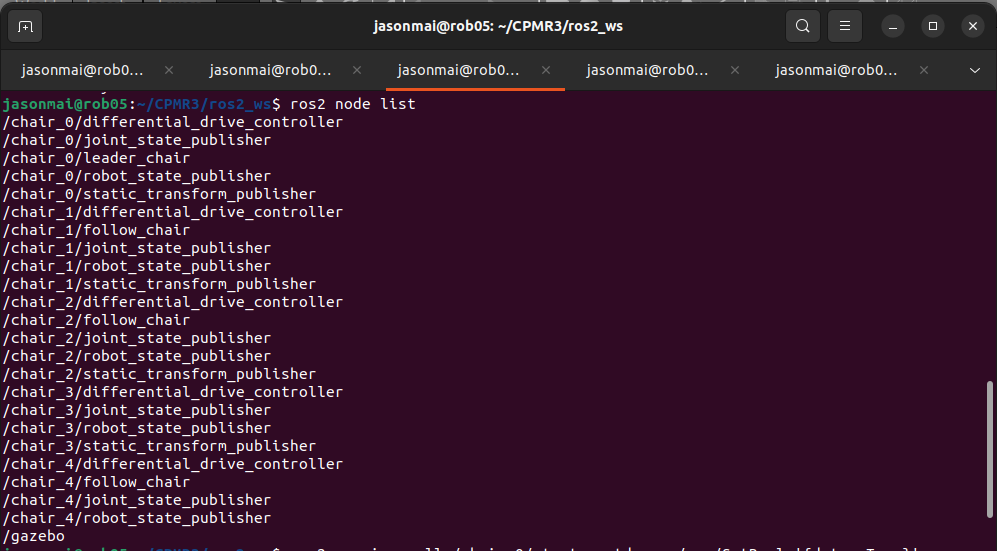 jasonmai@rob05: ~/CPMR3/ros2_ws
jasonmai@rob0... × jasonmai@rob0... × jasonmai@rob0... × jasonmai@rob0... × jasonmai@rob0... ×
jasonmai@rob05:~/CPMR3/ros2_ws$ ros2 node list
/chair_0/differential_drive_controller
/chair_0/joint_state_publisher
/chair_0/leader_chair
/chair_0/robot_state_publisher
/chair_0/static_transform_publisher
/chair_1/differential_drive_controller
/chair_1/follow_chair
/chair_1/joint_state_publisher
/chair_1/robot_state_publisher
/chair_1/static_transform_publisher
/chair_2/differential_drive_controller
/chair_2/follow_chair
/chair_2/joint_state_publisher
/chair_2/robot_state_publisher
/chair_2/static_transform_publisher
/chair_3/differential_drive_controller
/chair_3/joint_state_publisher
/chair_3/robot_state_publisher
/chair_3/static_transform_publisher
/chair_4/differential_drive_controller
/chair_4/follow_chair
/chair_4/joint_state_publisher
/chair_4/robot_state_publisher
/gazebo